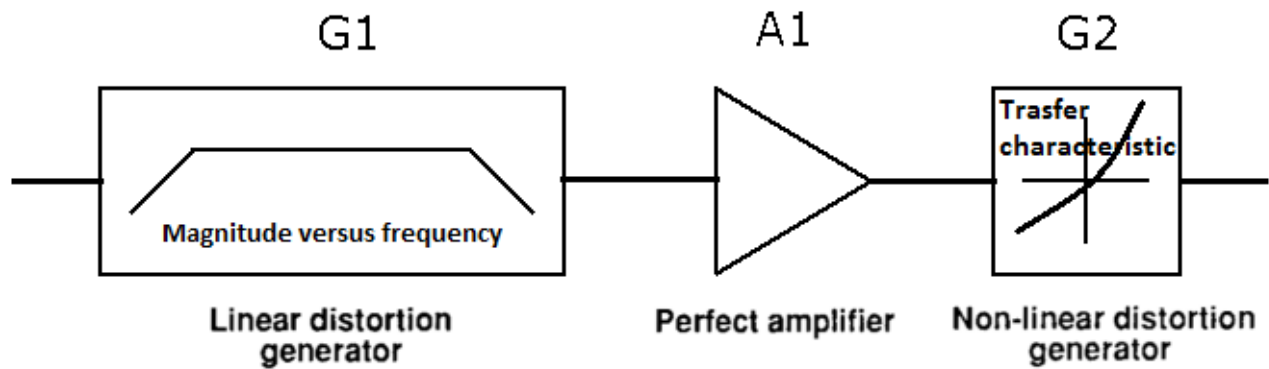 G1
A1
G2
Trasfer
characteristic
Magnitude versus frequency
Linear distortion
generator
Perfect amplifier
Non-linear distortion
generator